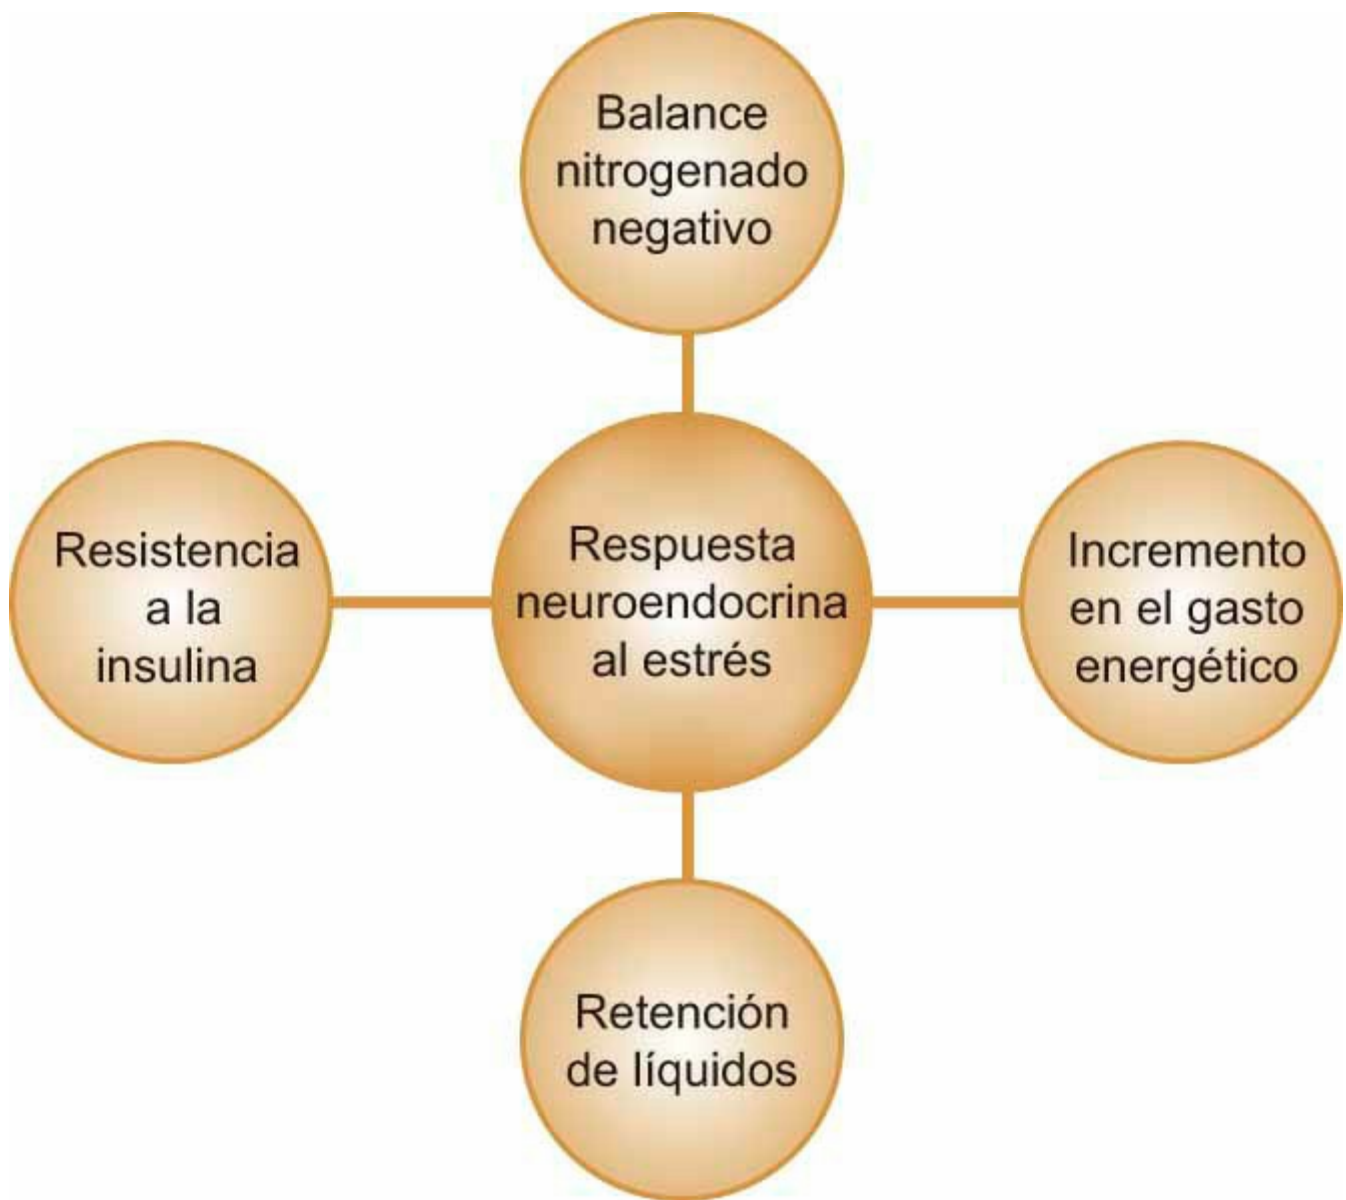 Balance
nitrogenado
negativo
Resistencia
a la
insulina
Respuesta
neuroendocrina
al estrés
Incremento
en el gasto
energético
Retención
de líquidos